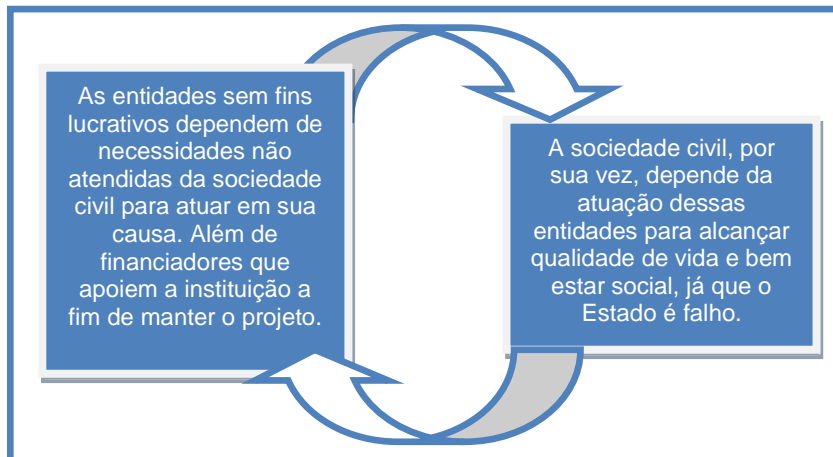 As entidades sem fins
lucrativos dependem de
necessidades não
atendidas da sociedade
civil para atuar em sua
causa. Além de
financiadores que
apoiem a instituição a
fim de manter o projeto.
A sociedade civil, por
sua vez, depende da
atuação dessas
entidades para alcançar
qualidade de vida e bem
estar social, já que o
Estado é falho.